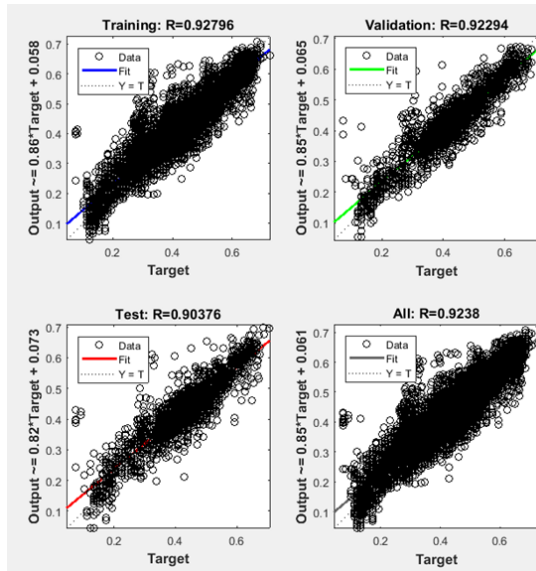 Training: R=0.92796
Output ~= 0.86*Target + 0.058
0.7
0.6
0.5
0.4
0.3
0.2
0.1
Data
Fit
Y = T
0.2 0.4 0.6
Target
Validation: R=0.92294
Output ~= 0.85*Target + 0.065
0.7
0.6
0.5
0.4
0.3
0.2
0.1
Data
Fit
Y = T
0.2 0.4 0.6
Target
Test: R=0.90376
Output ~= 0.82*Target + 0.073
0.7
0.6
0.5
0.4
0.3
0.2
0.1
Data
Fit
Y = T
0.2 0.4 0.6
Target
All: R=0.9238
Output ~= 0.85*Target + 0.061
0.7
0.6
0.5
0.4
0.3
0.2
0.1
Data
Fit
Y = T
0.2 0.4 0.6
Target